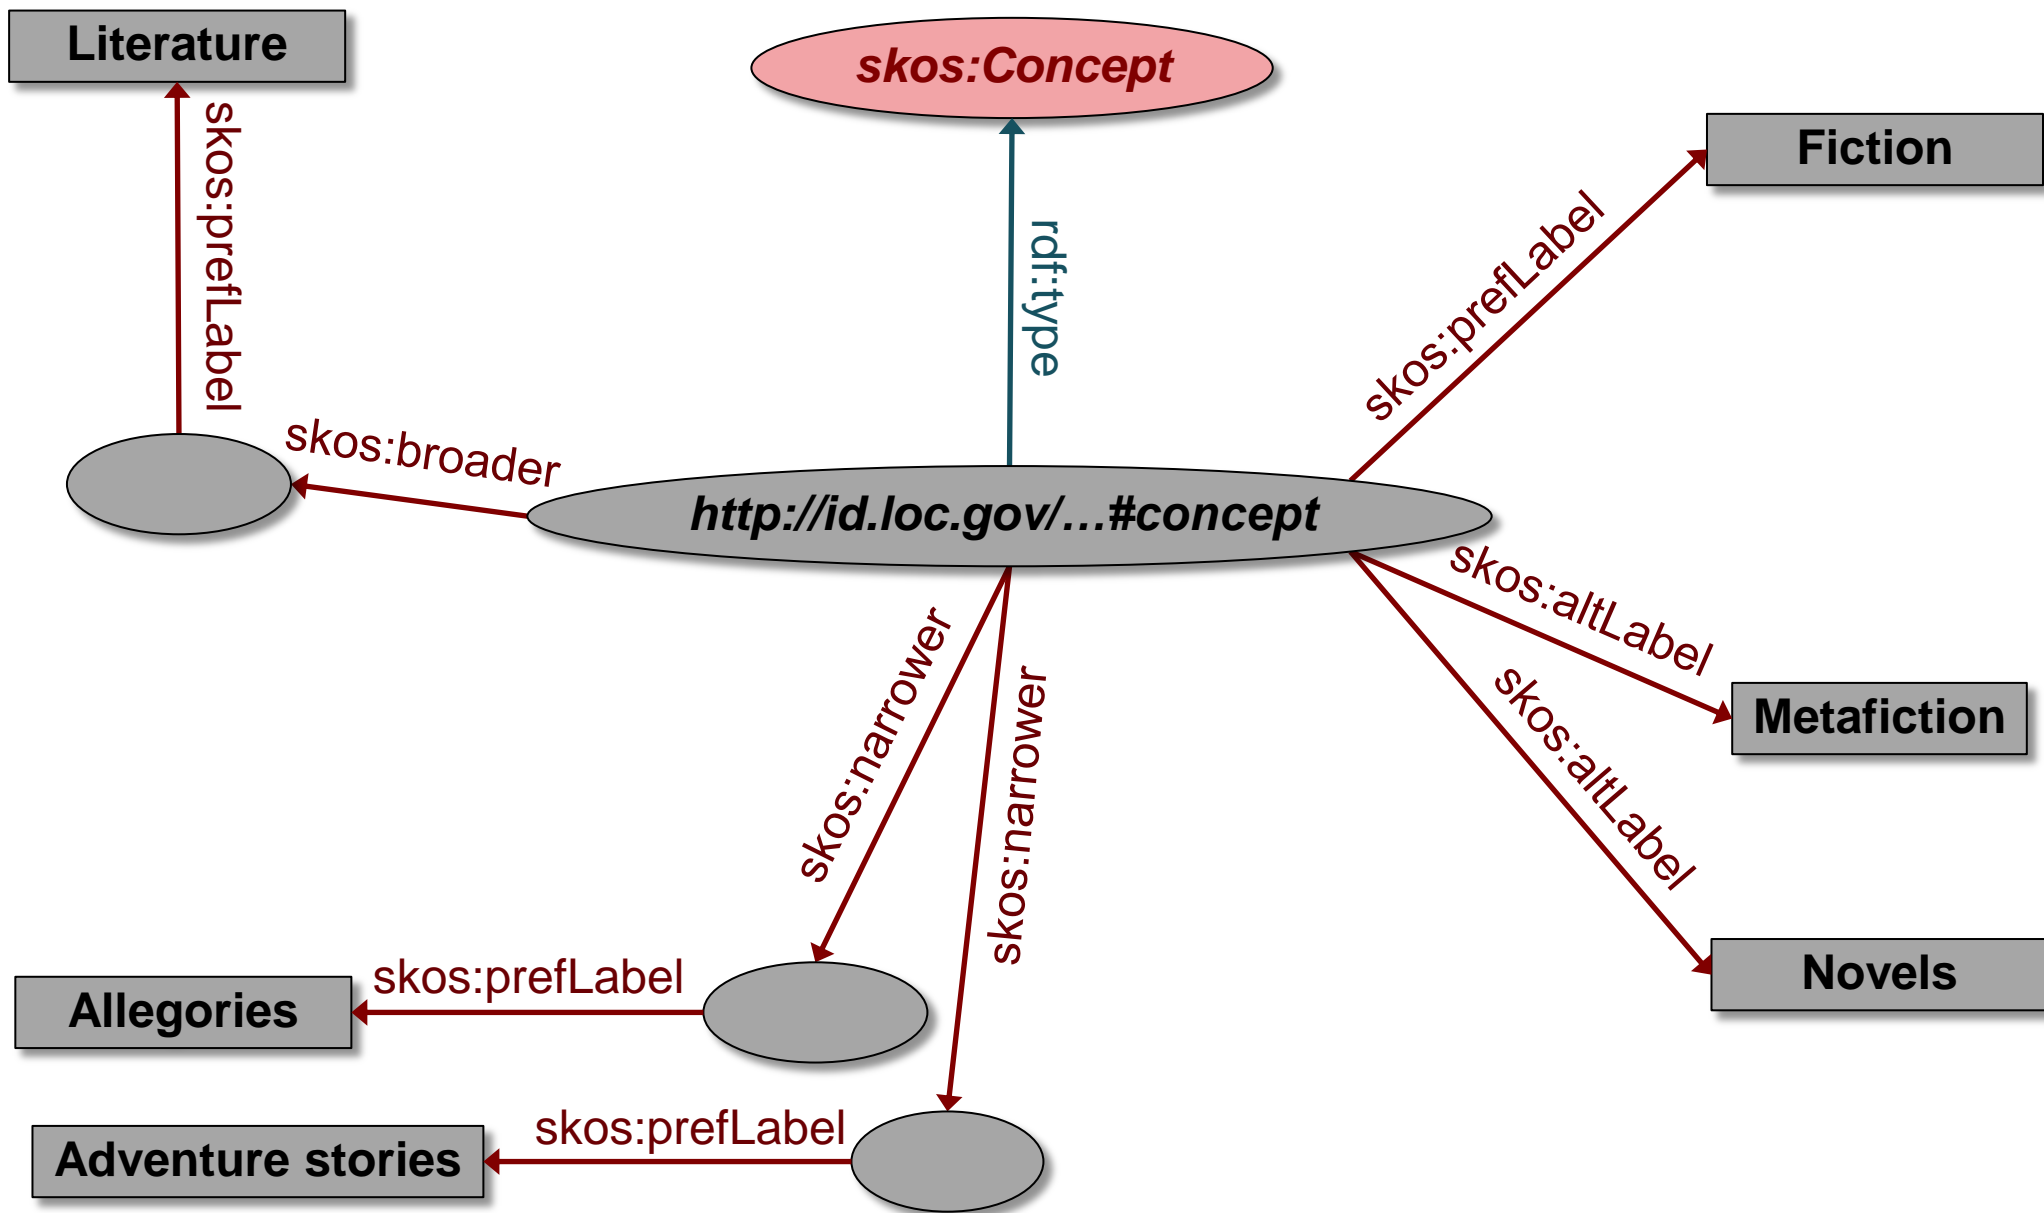 Literature
skos:Concept
Fiction
skos:prefLabel
skos:prefLabel
rdf:type
skos:broader
http://id.loc.gov/…#concept
skos:altLabel
skos:narrower
skos:narrower
skos:altLabel
Metafiction
Novels
Allegories
skos:prefLabel
Adventure stories
skos:prefLabel